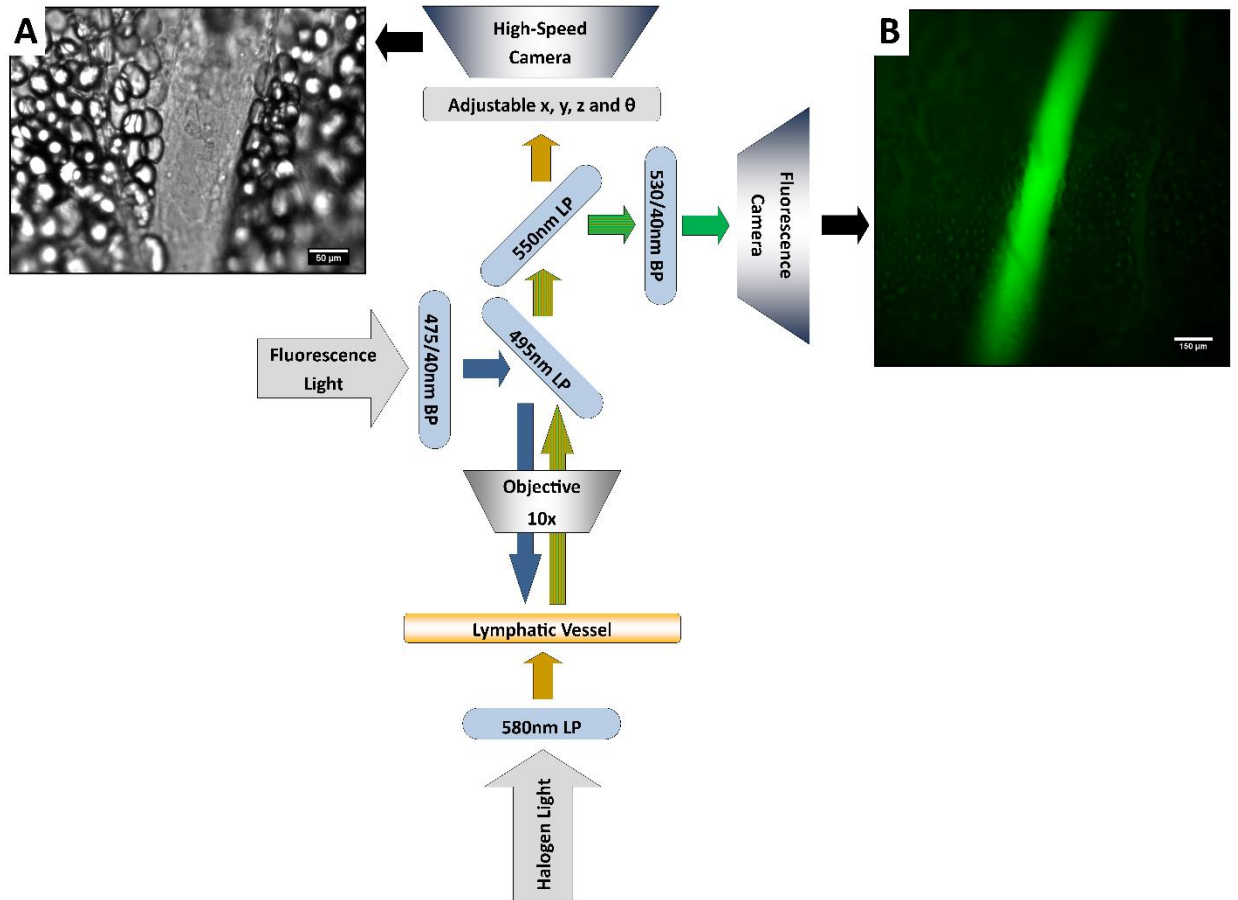 A
50 µm
High-Speed
Camera
Adjustable x, y, z and θ
B
150 µm
550nm LP
530/40nm BP
Fluorescence
Camera
Fluorescence
Light
475/40nm BP
495nm LP
Objective
10x
Lymphatic Vessel
580nm LP
Halogen Light